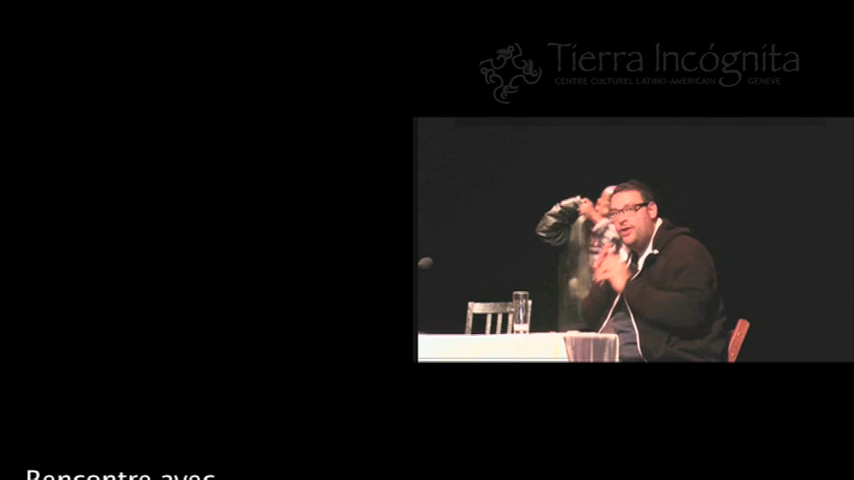 Tierra Incógnita
CENTRE CULTUREL LATINO-AMERICAIN GENEVE
Rencontre avec